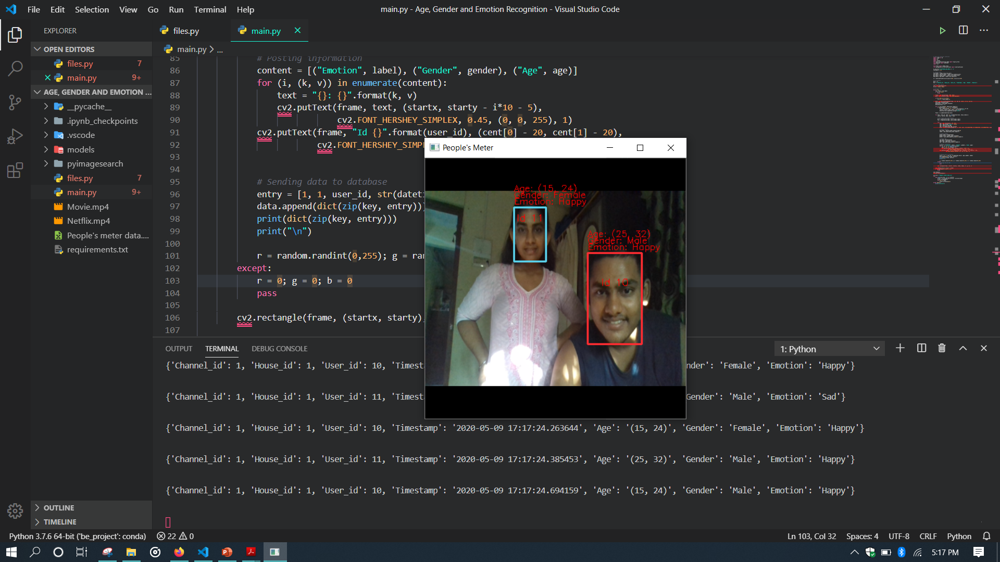 File Edit Selection View Go Run Terminal Help
main.py - Age, Gender and Emotion Recognition - Visual Studio Code
EXPLORER
OPEN EDITORS
files.py 7
main.py 9+
AGE, GENDER AND EMOTION ...
__pycache__
.ipynb_checkpoints
.vscode
models
pyimagesearch
files.py 7
main.py 9+
Movie.mp4
Netflix.mp4
People's meter data....
requirements.txt
OUTLINE
TIMELINE
files.py
main.py
main.py > ...
85 # Posting information
86 content = [("Emotion", label), ("Gender", gender), ("Age", age)]
87 for (i, (k, v)) in enumerate(content):
88 text = "{}: {}".format(k, v)
89 cv2.putText(frame, text, (startx, starty - i*10 - 5),
90 cv2.FONT_HERSHEY_SIMPLEX, 0.45, (0, 0, 255), 1)
91 cv2.putText(frame, "Id {}".format(user_id), (cent[0] - 20, cent[1] - 20),
92 cv2.FONT_HERSHEY_SIMP
93
94
95 # Sending data to database
96 entry = [1, 1, user_id, str(dateti
97 data.append(dict(zip(key, entry)))
98 print(dict(zip(key, entry)))
99 print("\n")
100
101 r = random.randint(0,255); g = ran
102 except:
103 r = 0; g = 0; b = 0
104 pass
105
106 cv2.rectangle(frame, (startx, starty),
107
People's Meter
Age: (15, 24)
Gender: Female
Emotion: Happy
Id 11
Age: (25, 32)
Gender: Male
Emotion: Happy
Id 10
OUTPUT TERMINAL DEBUG CONSOLE
1: Python
{'Channel_id': 1, 'House_id': 1, 'User_id': 10, 'Timest nder': 'Female', 'Emotion': 'Happy'}
{'Channel_id': 1, 'House_id': 1, 'User_id': 11, 'Timest Gender': 'Male', 'Emotion': 'Sad'}
{'Channel_id': 1, 'House_id': 1, 'User_id': 10, 'Timestamp': '2020-05-09 17:17:24.263644', 'Age': '(15, 24)', 'Gender': 'Female', 'Emotion': 'Happy'}
{'Channel_id': 1, 'House_id': 1, 'User_id': 11, 'Timestamp': '2020-05-09 17:17:24.385453', 'Age': '(25, 32)', 'Gender': 'Male', 'Emotion': 'Happy'}
{'Channel_id': 1, 'House_id': 1, 'User_id': 10, 'Timestamp': '2020-05-09 17:17:24.694159', 'Age': '(15, 24)', 'Gender': 'Male', 'Emotion': 'Happy'}
Python 3.7.6 64-bit ('be_project': conda) 22 0
Ln 103, Col 32 Spaces: 4 UTF-8 CRLF Python
5:17 PM